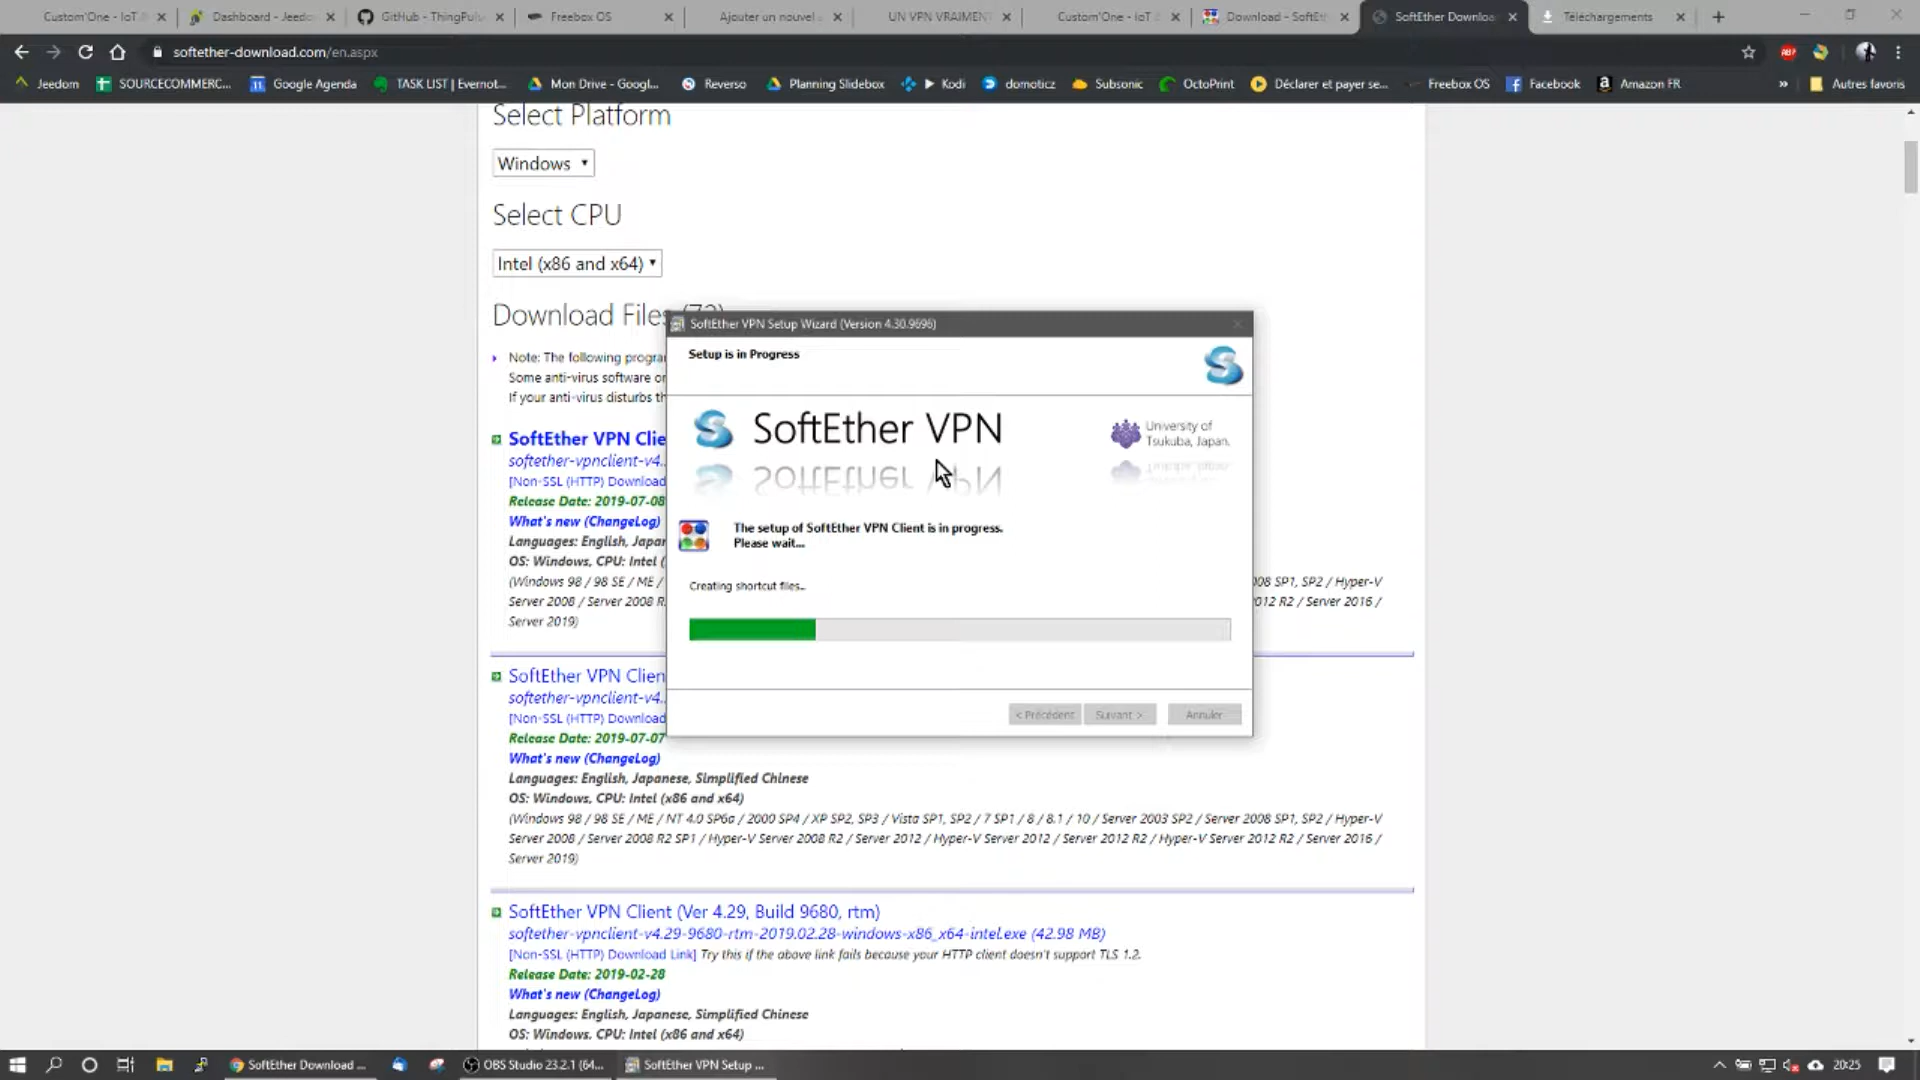 Custom'One - IoT
Dashboard - Jeedo
GitHub - ThingPul
Freebox OS
Ajouter un nouvel
UN VPN VRAIMENT
Custom'One - IoT
Download - SoftEt
SoftEther Downloa
Téléchargements
softether-download.com/en.aspx
Jeedom
SOURCECOMMERC...
Google Agenda
TASK LIST | Evernot...
Mon Drive - Googl...
Reverso
Planning Slidebox
Kodi
domoticz
Subsonic
OctoPrint
Déclarer et payer se...
Freebox OS
Facebook
Amazon FR
»
Autres favoris
Select Platform
Windows
Select CPU
Intel (x86 and x64)
Download Files
Note: The following progra
Some anti-virus software or
If your anti-virus disturbs th
SoftEther VPN Clie
softether-vpnclient-v4..
[Non-SSL (HTTP) Download
Release Date: 2019-07-08
What's new (ChangeLog)
Languages: English, Japan
OS: Windows, CPU: Intel (
(Windows 98 / 98 SE / ME / 008 SP1, SP2 / Hyper-V
Server 2008 / Server 2008 R. 2012 R2 / Server 2016 /
Server 2019)
SoftEther VPN Setup Wizard (Version 4.30.9696)
Setup is in Progress
SoftEther VPN
University of
Tsukuba, Japan.
The setup of SoftEther VPN Client is in progress.
Please wait...
Creating shortcut files...
< Précédent
Suivant >
Annuler
SoftEther VPN Clien
softether-vpnclient-v4..
[Non-SSL (HTTP) Download
Release Date: 2019-07-07
What's new (ChangeLog)
Languages: English, Japanese, Simplified Chinese
OS: Windows, CPU: Intel (x86 and x64)
(Windows 98 / 98 SE / ME / NT 4.0 SP6a / 2000 SP4 / XP SP2, SP3 / Vista SP1, SP2 / 7 SP1 / 8 / 8.1 / 10 / Server 2003 SP2 / Server 2008 SP1, SP2 / Hyper-V
Server 2008 / Server 2008 R2 SP1 / Hyper-V Server 2008 R2 / Server 2012 / Hyper-V Server 2012 / Server 2012 R2 / Hyper-V Server 2012 R2 / Server 2016 /
Server 2019)
SoftEther VPN Client (Ver 4.29, Build 9680, rtm)
softether-vpnclient-v4.29-9680-rtm-2019.02.28-windows-x86_x64-intel.exe (42.98 MB)
[Non-SSL (HTTP) Download Link] Try this if the above link fails because your HTTP client doesn't support TLS 1.2.
Release Date: 2019-02-28
What's new (ChangeLog)
Languages: English, Japanese, Simplified Chinese
OS: Windows, CPU: Intel (x86 and x64)
SoftEther Download ...
OBS Studio 23.2.1 (64...
SoftEther VPN Setup ...
20:25